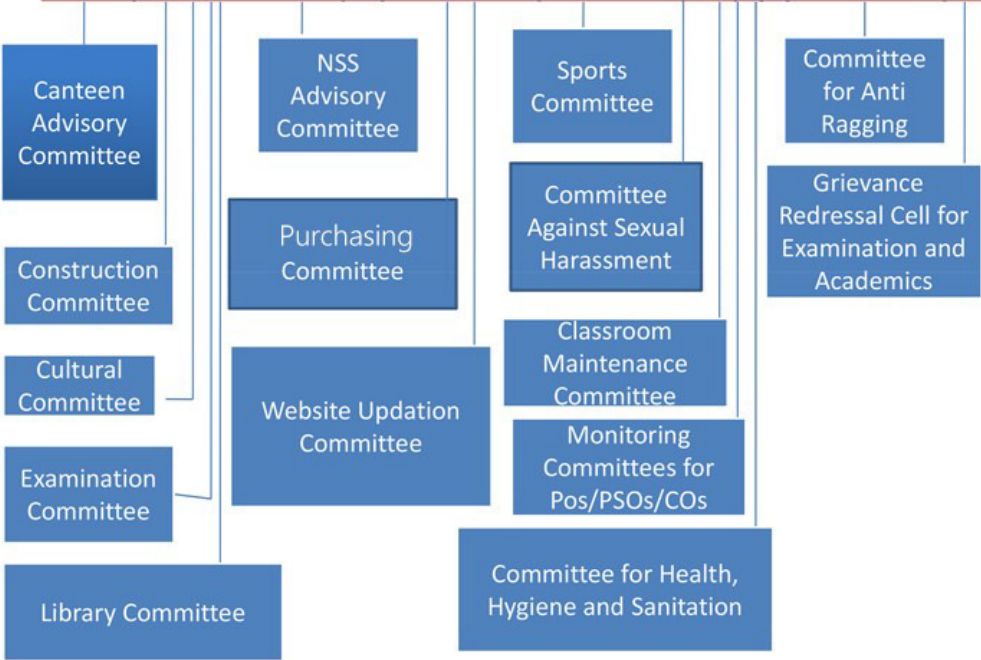 Canteen
Advisory
Committee
Construction
Committee
Cultural
Committee
Examination
Committee
Library Committee
NSS
Advisory
Committee
Purchasing
Committee
Website Updation
Committee
Sports
Committee
Committee
Against Sexual
Harassment
Classroom
Maintenance
Committee
Monitoring
Committees for
Pos/PSOs/COs
Committee for Health,
Hygiene and Sanitation
Committee
for Anti
Ragging
Grievance
Redressal Cell for
Examination and
Academics